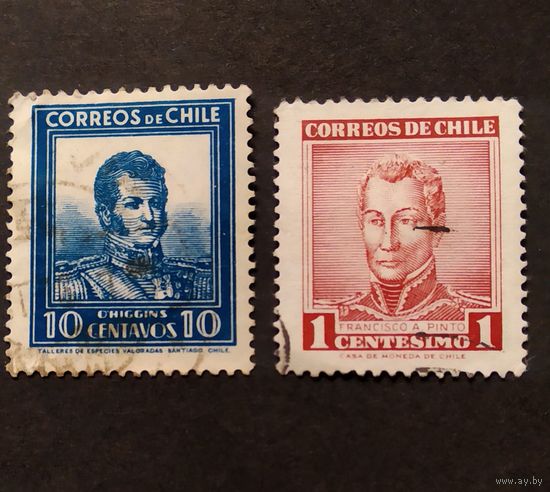 CORREOS DE CHILE
O'HIGGINS
10 CENTAVOS 10
TALLERES DE ESPECIES VALORADAS SANTIAGO CHILE.
CORREOS DE CHILE
FRANCISCO A. PINTO
1 CENTESIMO 1
CASA DE MONEDA DE CHILE
www.ay.by